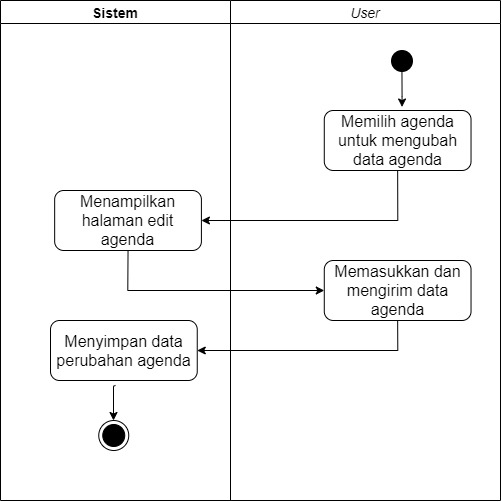 Sistem
User
Memilih agenda
untuk mengubah
data agenda
Menampilkan
halaman edit
agenda
Memasukkan dan
mengirim data
agenda
Menyimpan data
perubahan agenda